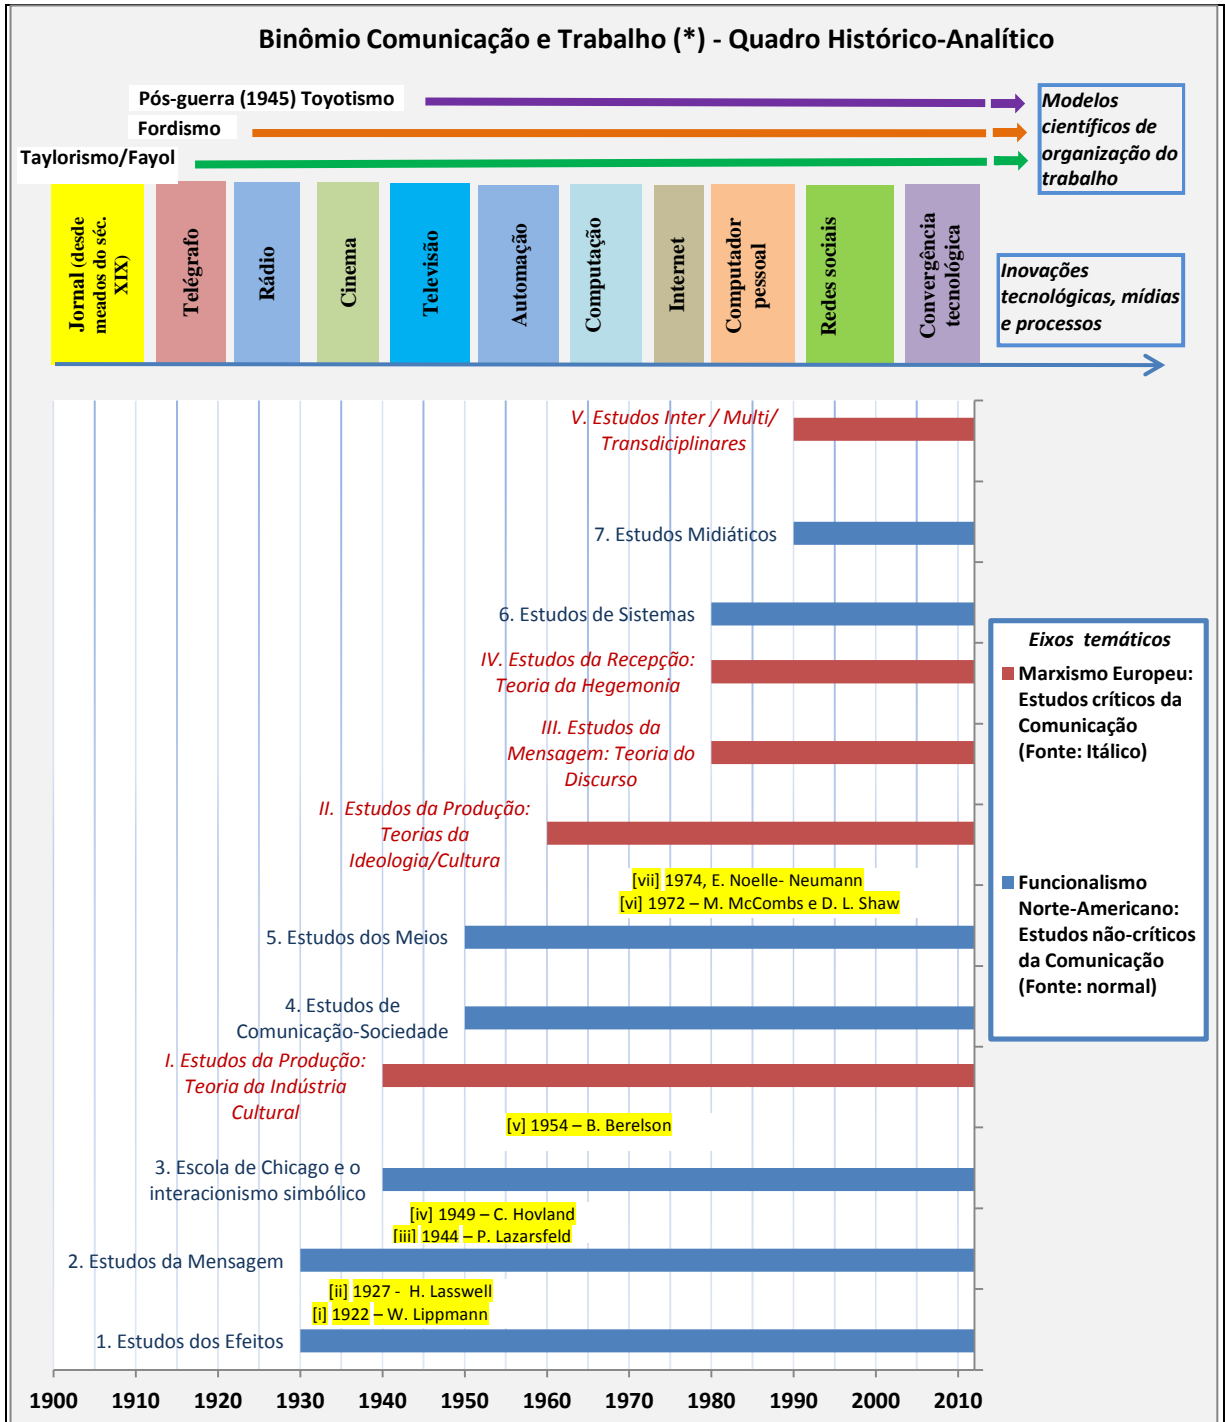 Binômio Comunicação e Trabalho (*) - Quadro Histórico-Analítico
Pós-guerra (1945) Toyotismo
Fordismo
Taylorismo/Fayol
Modelos
científicos de
organização do
trabalho
Jornal (desde
meados do séc.
XIX)
Telégrafo
Rádio
Cinema
Televisão
Automação
Computação
Internet
Computador
pessoal
Redes sociais
Convergência
tecnológica
Inovações
tecnológicas, mídias
e processos
V. Estudos Inter / Multi/
Transdiciplinares
7. Estudos Midiáticos
6. Estudos de Sistemas
IV. Estudos da Recepção:
Teoria da Hegemonia
III. Estudos da
Mensagem: Teoria do
Discurso
II. Estudos da Produção:
Teorias da
Ideologia/Cultura
[vii] 1974, E. Noelle- Neumann
[vi] 1972 – M. McCombs e D. L. Shaw
5. Estudos dos Meios
4. Estudos de
Comunicação-Sociedade
I. Estudos da Produção:
Teoria da Indústria
Cultural
[v] 1954 – B. Berelson
3. Escola de Chicago e o
interacionismo simbólico
[iv] 1949 – C. Hovland
[iii] 1944 – P. Lazarsfeld
2. Estudos da Mensagem
[ii] 1927 - H. Lasswell
[i] 1922 – W. Lippmann
1. Estudos dos Efeitos
Eixos temáticos
Marxismo Europeu:
Estudos críticos da
Comunicação
(Fonte: Itálico)
Funcionalismo
Norte-Americano:
Estudos não-críticos
da Comunicação
(Fonte: normal)
1900 1910 1920 1930 1940 1950 1960 1970 1980 1990 2000 2010